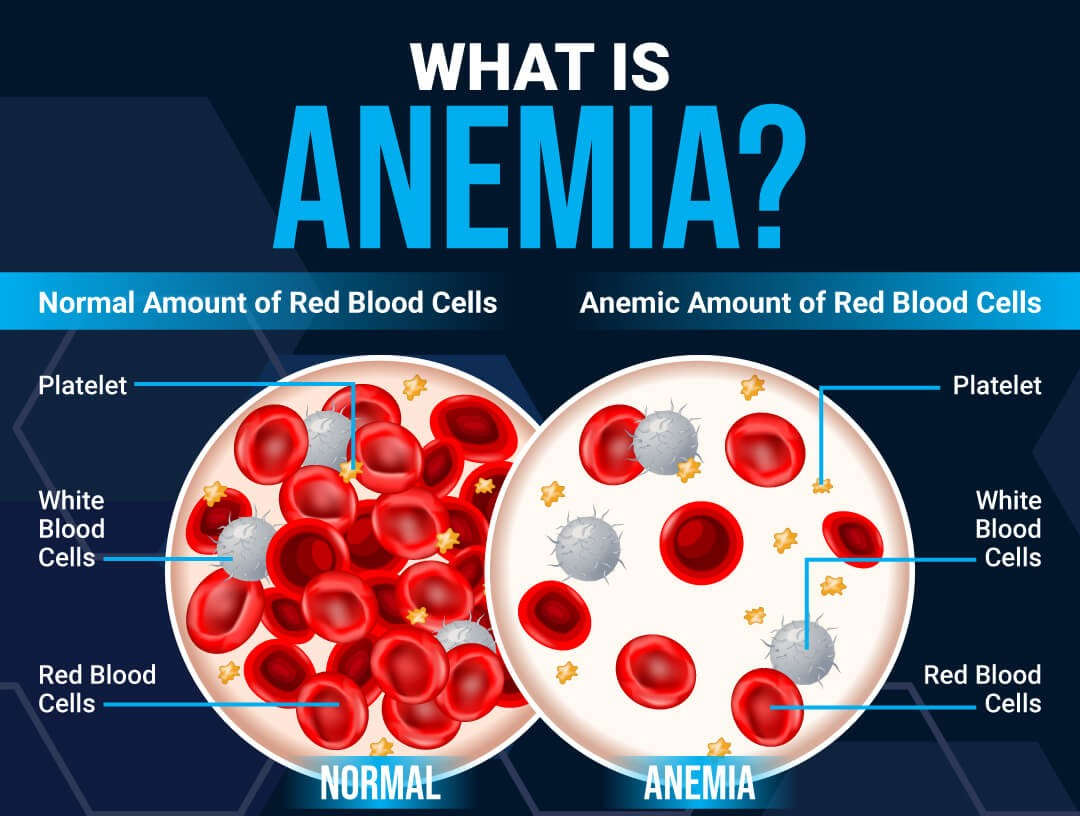 WHAT IS
ANEMIA?
Normal Amount of Red Blood Cells
Anemic Amount of Red Blood Cells
Platelet
White
Blood
Cells
Red Blood
Cells
Platelet
White
Blood
Cells
Red Blood
Cells
NORMAL
ANEMIA